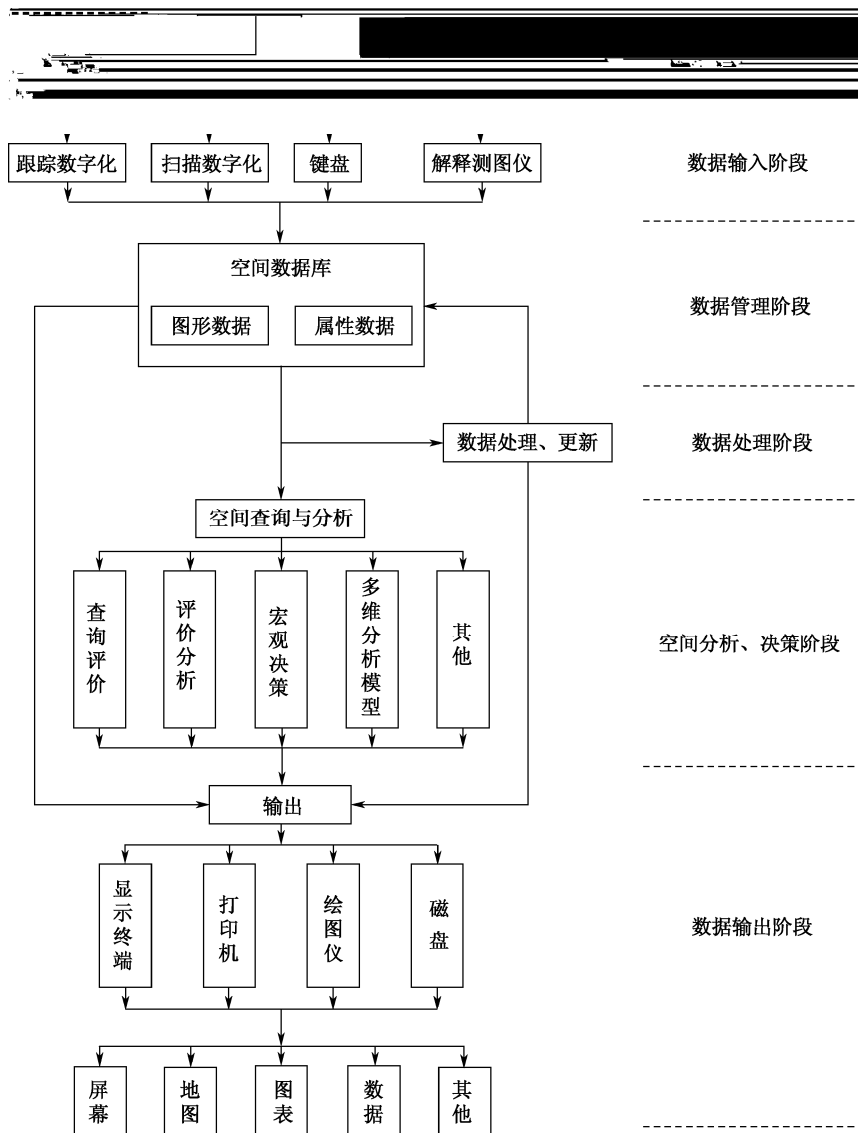 跟踪数字化
扫描数字化
键盘
解释测图仪
数据输入阶段
空间数据库
图形数据
属性数据
数据管理阶段
数据处理、更新
数据处理阶段
空间查询与分析
查询评价
评价分析
宏观决策
多维分析模型
其他
空间分析、决策阶段
输出
显示终端
打印机
绘图仪
磁盘
数据输出阶段
屏幕
地图
图表
数据
其他